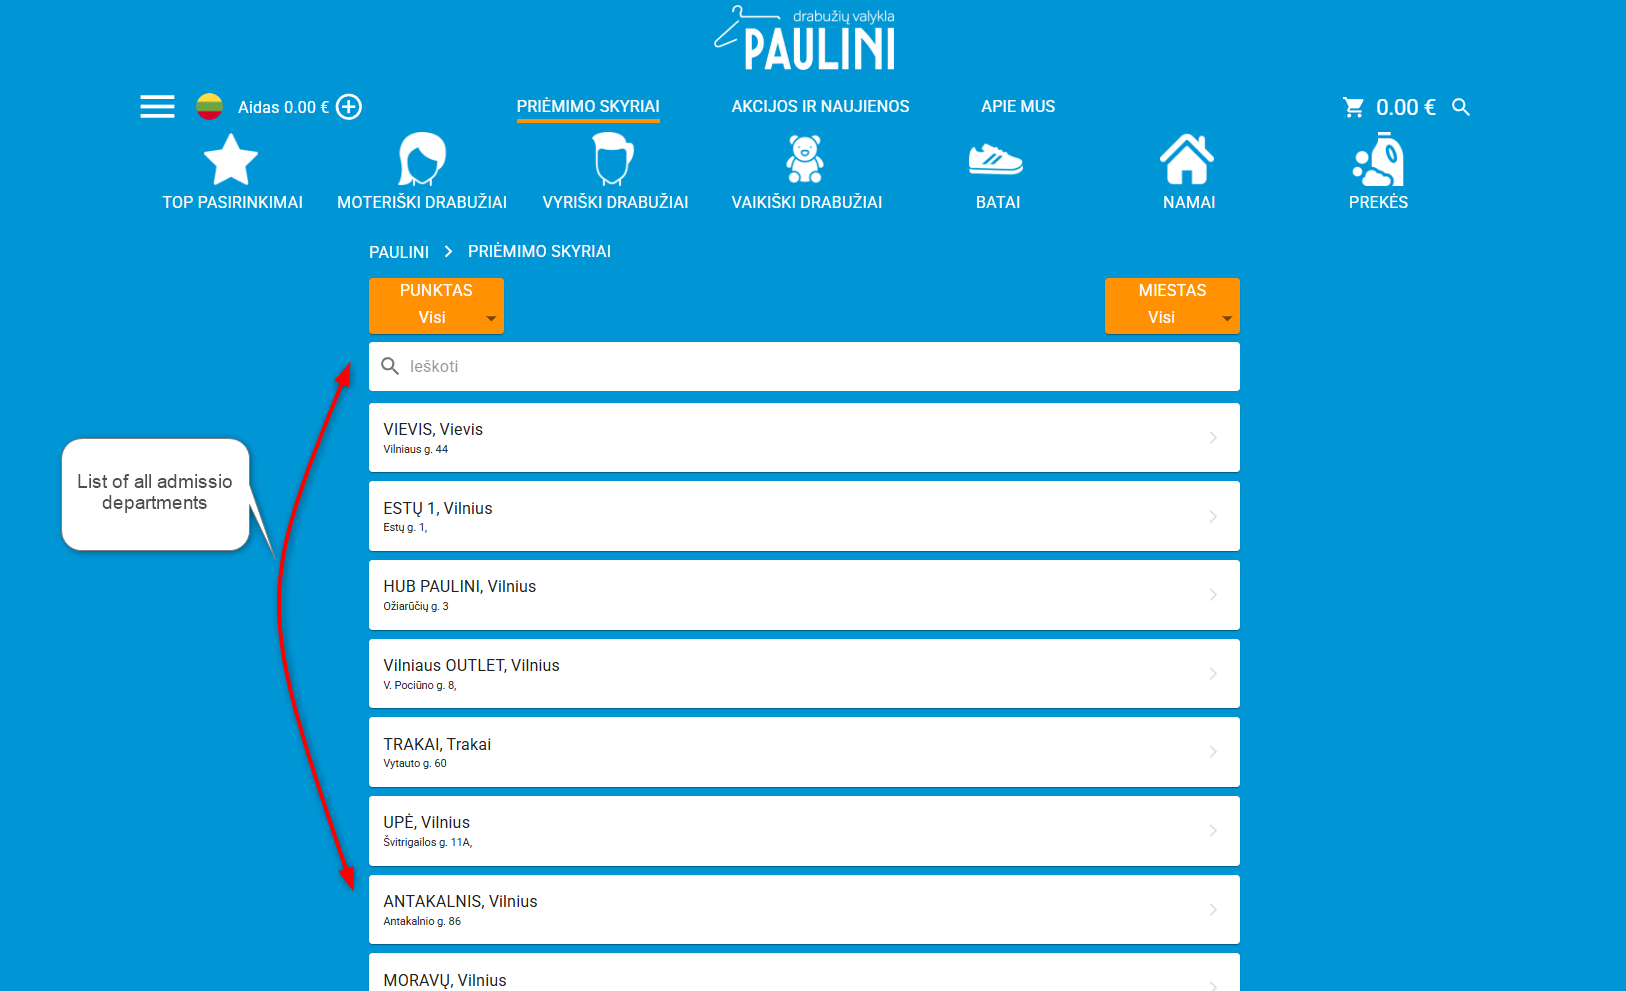 drabužių valykla
PAULINI
Aidas 0.00 €
PRIĖMIMO SKYRIAI
AKCIJOS IR NAUJIENOS
APIE MUS
0.00 €
TOP PASIRINKIMAI
MOTERIŠKI DRABUŽIAI
VYRIŠKI DRABUŽIAI
VAIKIŠKI DRABUŽIAI
BATAI
NAMAI
PREKĖS
PAULINI
PRIĖMIMO SKYRIAI
PUNKTAS
Visi
MIESTAS
Visi
Ieškoti
List of all admissio
departments
VIEVIS, Vievis
Vilniaus g. 44
ESTŲ 1, Vilnius
Estų g. 1,
HUB PAULINI, Vilnius
Ožiarūčių g. 3
Vilniaus OUTLET, Vilnius
V. Pociūno g. 8,
TRAKAI, Trakai
Vytauto g. 60
UPĖ, Vilnius
Švitrigailos g. 11A,
ANTAKALNIS, Vilnius
Antakalnio g. 86
MORAVŲ, Vilnius